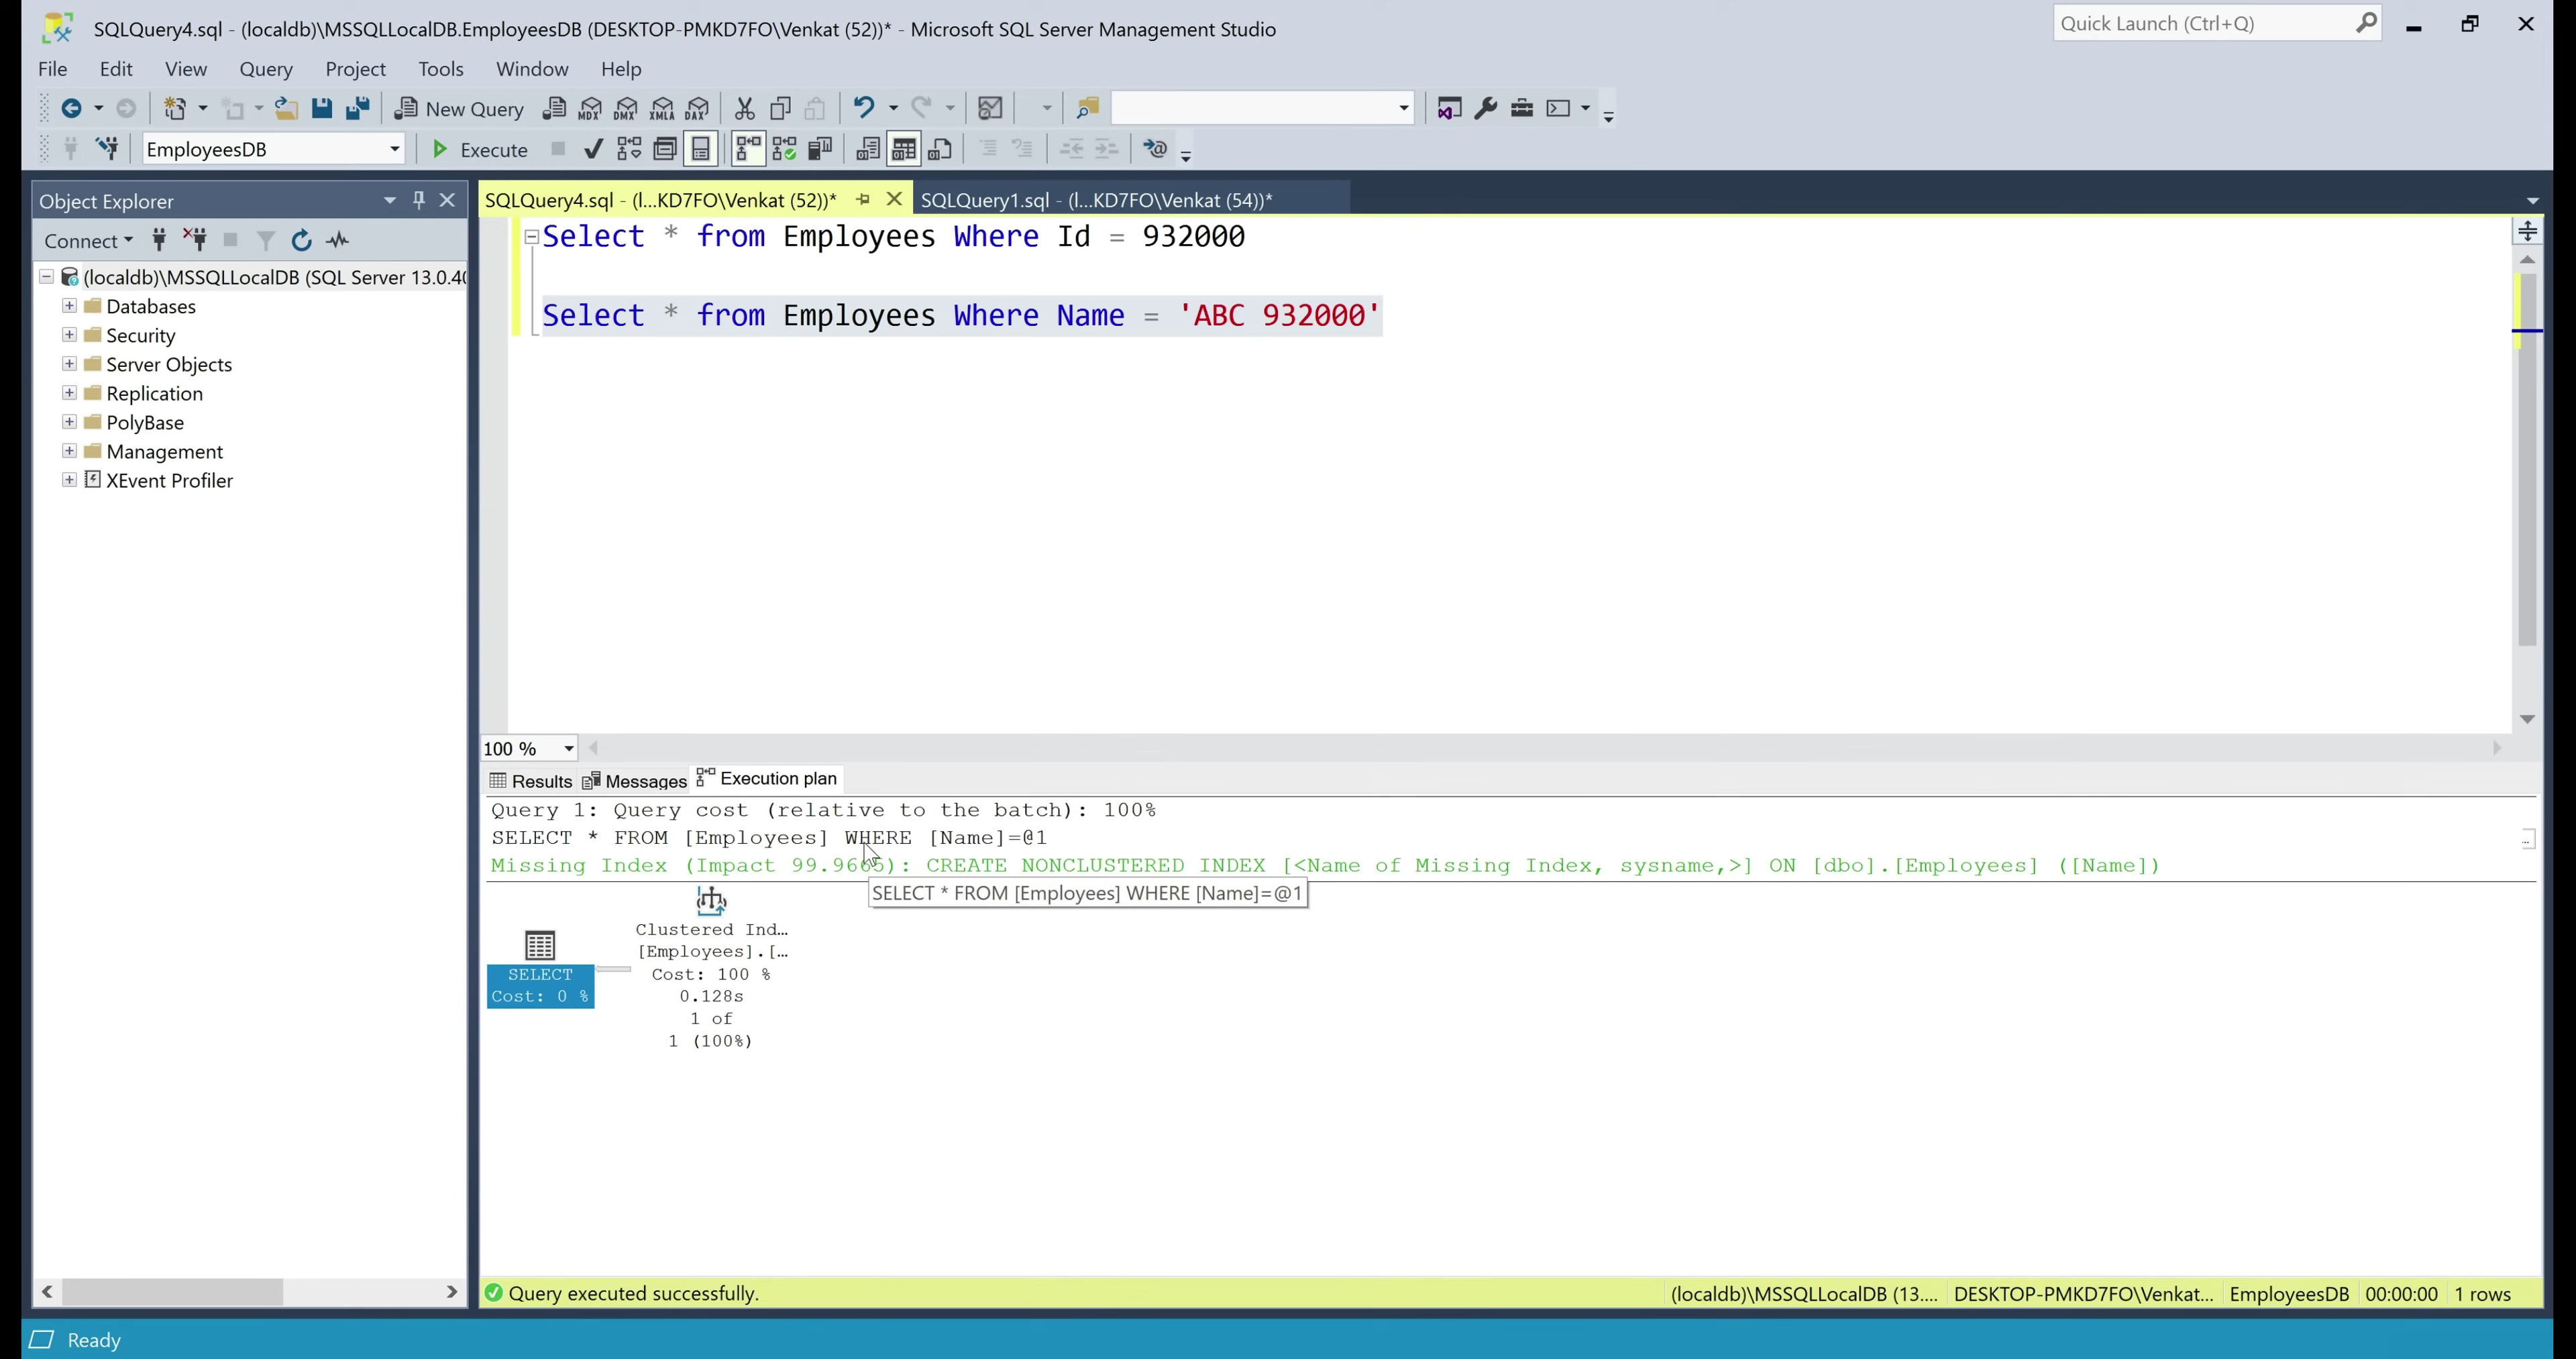 SQLQuery4.sql - (localdb)\MSSQLLocalDB.EmployeesDB (DESKTOP-PMKD7FO\Venkat (52))* - Microsoft SQL Server Management Studio
Quick Launch (Ctrl+Q)
File Edit View Query Project Tools Window Help
New Query MDX DMX XMLA DAX
EmployeesDB Execute
Object Explorer
Connect
(localdb)\MSSQLLocalDB (SQL Server 13.0.40
Databases
Security
Server Objects
Replication
PolyBase
Management
XEvent Profiler
SQLQuery4.sql - (l...KD7FO\Venkat (52))* SQLQuery1.sql - (l...KD7FO\Venkat (54))*
Select * from Employees Where Id = 932000
Select * from Employees Where Name = 'ABC 932000'
100 %
Results Messages Execution plan
Query 1: Query cost (relative to the batch): 100%
SELECT * FROM [Employees] WHERE [Name]=@1
Missing Index (Impact 99.9665): CREATE NONCLUSTERED INDEX [<Name of Missing Index, sysname,>] ON [dbo].[Employees] ([Name])
SELECT * FROM [Employees] WHERE [Name]=@1
SELECT
Cost: 0 %
Clustered Ind...
[Employees].[...
Cost: 100 %
0.128s
1 of
1 (100%)
Query executed successfully. (localdb)\MSSQLLocalDB (13.... DESKTOP-PMKD7FO\Venkat... EmployeesDB 00:00:00 1 rows
Ready